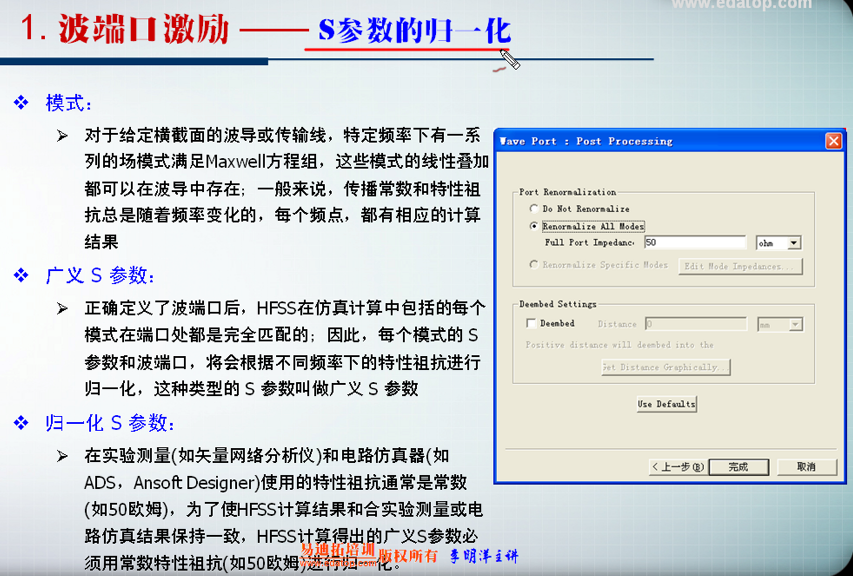 www.edatop.com
1. 波端口激励 —— S参数的归一化
❖ 模式：
➢ 对于给定横截面的波导或传输线，特定频率下有一系
列的场模式满足Maxwell方程组，这些模式的线性叠加
都可以在波导中存在；一般来说，传播常数和特性祖
抗总是随着频率变化的，每个频点，都有相应的计算
结果
❖ 广义 S 参数：
➢ 正确定义了波端口后，HFSS在仿真计算中包括的每个
模式在端口处都是完全匹配的；因此，每个模式的 S
参数和波端口，将会根据不同频率下的特性祖抗进行
归一化，这种类型的 S 参数叫做广义 S 参数
❖ 归一化 S 参数：
➢ 在实验测量(如矢量网络分析仪)和电路仿真器(如
ADS，Ansoft Designer)使用的特性祖抗通常是常数
(如50欧姆)，为了使HFSS计算结果和合实验测量或电
路仿真结果保持一致，HFSS计算得出的广义S参数必
须用常数特性祖抗(如50欧姆)进行归一化。
易迪拓培训 版权所有 李明洋主讲
Wave Port : Post Processing
Port Renormalization
Do Not Renormalize
Renormalize All Modes
Full Port Impedanc 50 ohm
Renormalize Specific Modes Edit Mode Impedances...
Deembed Settings
Deembed Distance 0 mm
Positive distance will deembed into the
Get Distance Graphically...
Use Defaults
< 上一步(B) 完成 取消